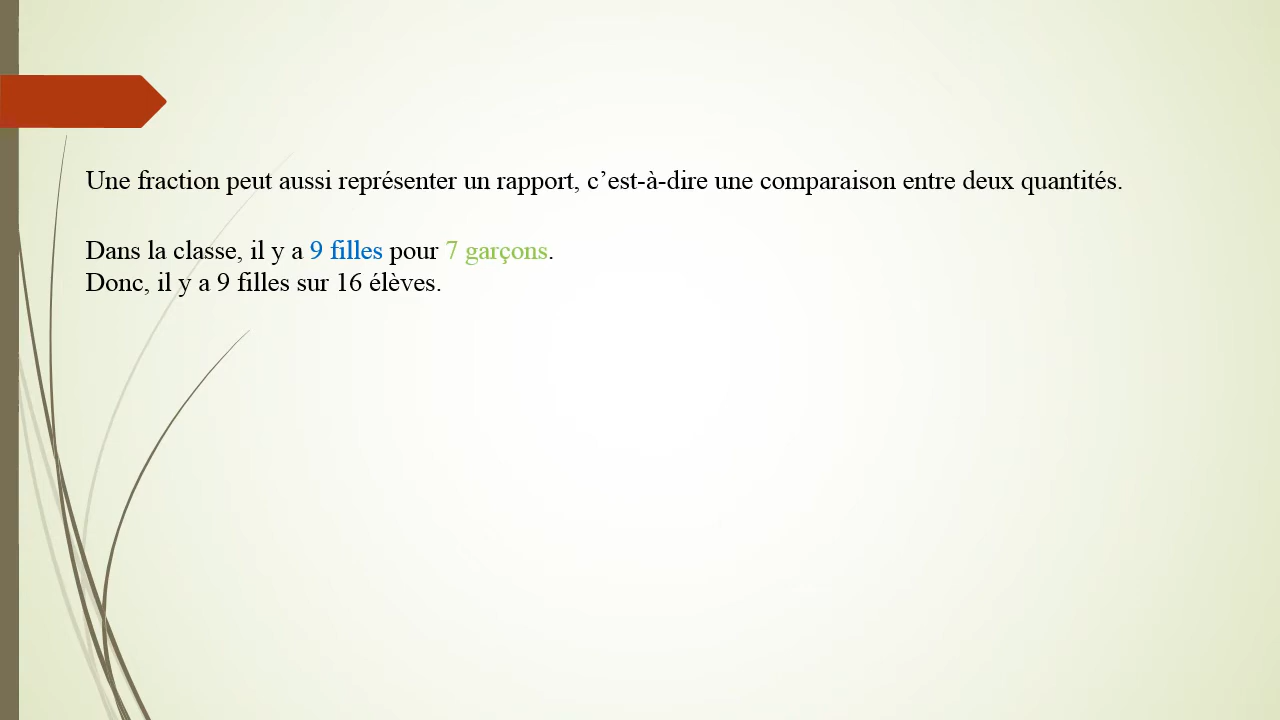 Une fraction peut aussi représenter un rapport, c’est-à-dire une comparaison entre deux quantités.
Dans la classe, il y a 9 filles pour 7 garçons.
Donc, il y a 9 filles sur 16 élèves.